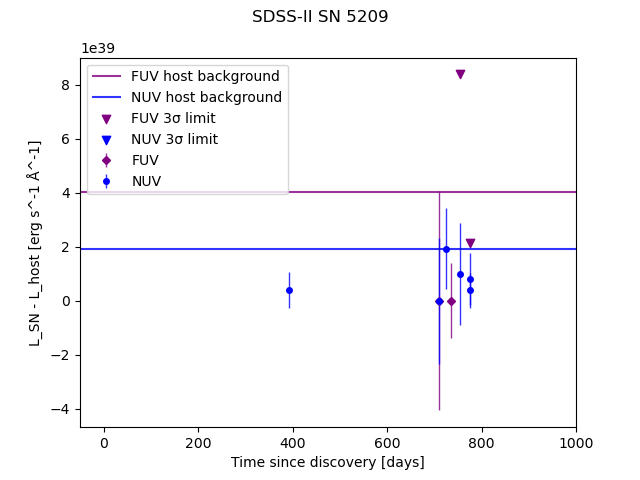 SDSS-II SN 5209
1e39
FUV host background
NUV host background
FUV 3σ limit
NUV 3σ limit
FUV
NUV
8
6
4
2
0
−2
−4
L_SN - L_host [erg s^-1 Å^-1]
0 200 400 600 800 1000
Time since discovery [days]